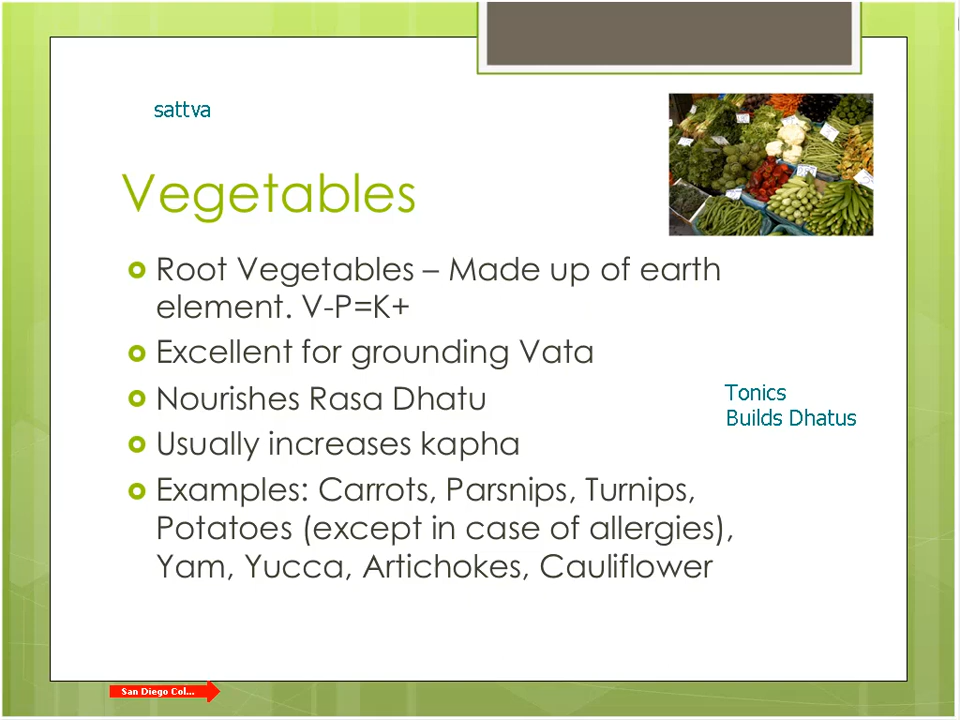 sattva
Vegetables
Root Vegetables – Made up of earth
element. V-P=K+
Excellent for grounding Vata
Nourishes Rasa Dhatu
Tonics
Builds Dhatus
Usually increases kapha
Examples: Carrots, Parsnips, Turnips,
Potatoes (except in case of allergies),
Yam, Yucca, Artichokes, Cauliflower
San Diego Col...